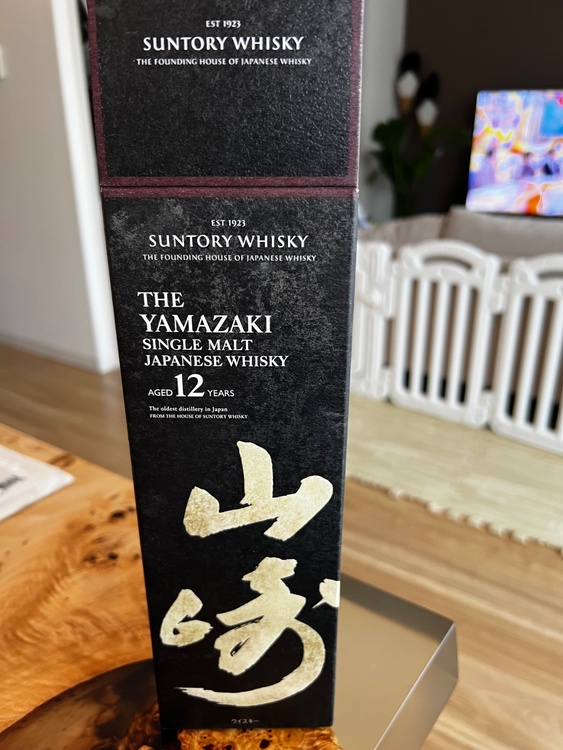 EST 1923
SUNTORY WHISKY
THE FOUNDING HOUSE OF JAPANESE WHISKY
EST 1923
SUNTORY WHISKY
THE FOUNDING HOUSE OF JAPANESE WHISKY
THE
YAMAZAKI
SINGLE MALT
JAPANESE WHISKY
AGED 12 YEARS
The oldest distillery in Japan
FROM THE HOUSE OF SUNTORY WHISKY
山
崎
ウイスキー